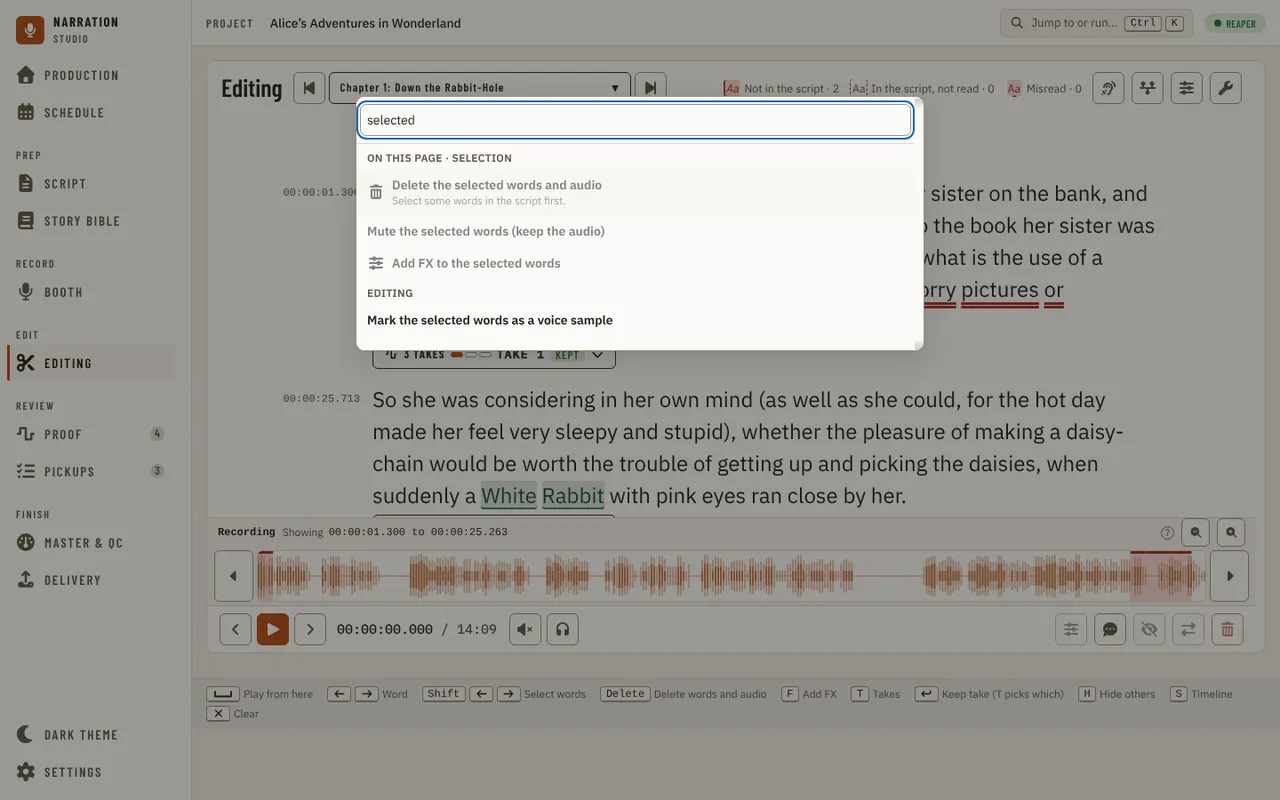 NARRATION
STUDIO
PRODUCTION
SCHEDULE
PREP
SCRIPT
STORY BIBLE
RECORD
BOOTH
EDIT
EDITING
REVIEW
PROOF 4
PICKUPS 3
FINISH
MASTER & QC
DELIVERY
DARK THEME
SETTINGS
PROJECT Alice's Adventures in Wonderland
Jump to or run... Ctrl K
REAPER
Editing
Chapter 1: Down the Rabbit-Hole ▼
Aa Not in the script · 2 Aa In the script, not read · 0 Aa Misread · 0
selected
ON THIS PAGE · SELECTION
Delete the selected words and audio
Select some words in the script first.
Mute the selected words (keep the audio)
Add FX to the selected words
EDITING
Mark the selected words as a voice sample
00:00:01.300
sister on the bank, and
the book her sister was
what is the use of a
pictures or
3 TAKES TAKE 1 KEPT
00:00:25.713 So she was considering in her own mind (as well as she could, for the hot day
made her feel very sleepy and stupid), whether the pleasure of making a daisy-
chain would be worth the trouble of getting up and picking the daisies, when
suddenly a White Rabbit with pink eyes ran close by her.
Recording Showing 00:00:01.300 to 00:00:25.263
?
00:00:00.000 / 14:09
Play from here ← → Word Shift ← → Select words Delete Delete words and audio F Add FX T Takes ↵ Keep take (T picks which) H Hide others S Timeline
X Clear